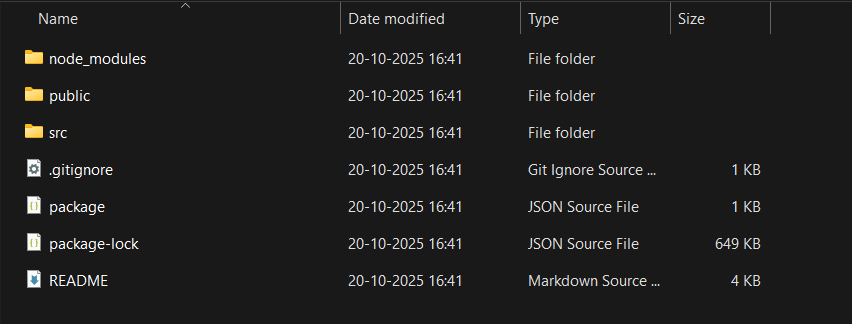 Name Date modified Type Size
node_modules 20-10-2025 16:41 File folder
public 20-10-2025 16:41 File folder
src 20-10-2025 16:41 File folder
.gitignore 20-10-2025 16:41 Git Ignore Source ... 1 KB
package 20-10-2025 16:41 JSON Source File 1 KB
package-lock 20-10-2025 16:41 JSON Source File 649 KB
README 20-10-2025 16:41 Markdown Source ... 4 KB